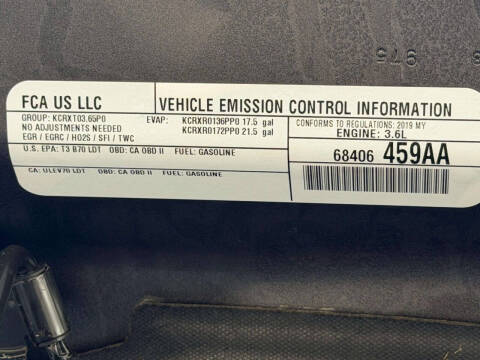 975
FCA US LLC
VEHICLE EMISSION CONTROL INFORMATION
GROUP: KCRXT03.65P0 EVAP: KCRXR0136PP0 17.5 gal
NO ADJUSTMENTS NEEDED KCRXR0172PP0 21.5 gal
EGR / EGRC / HO2S / SFI / TWC
CONFORMS TO REGULATIONS: 2019 MY
ENGINE: 3.6L
U.S. EPA: T3 B70 LDT OBD: CA OBD II FUEL: GASOLINE
68406 459AA
CA: ULEV70 LDT OBD: CA OBD II FUEL: GASOLINE